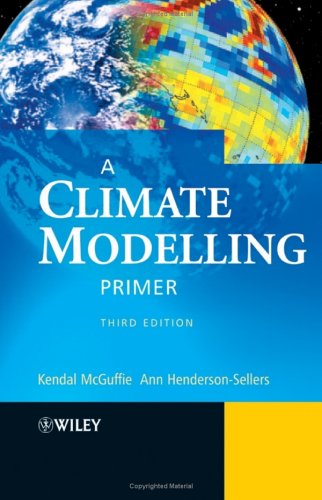 A
CLIMATE
MODELLING
PRIMER
THIRD EDITION
Kendal McGuffie Ann Henderson-Sellers
WILEY
Copyrighted Material